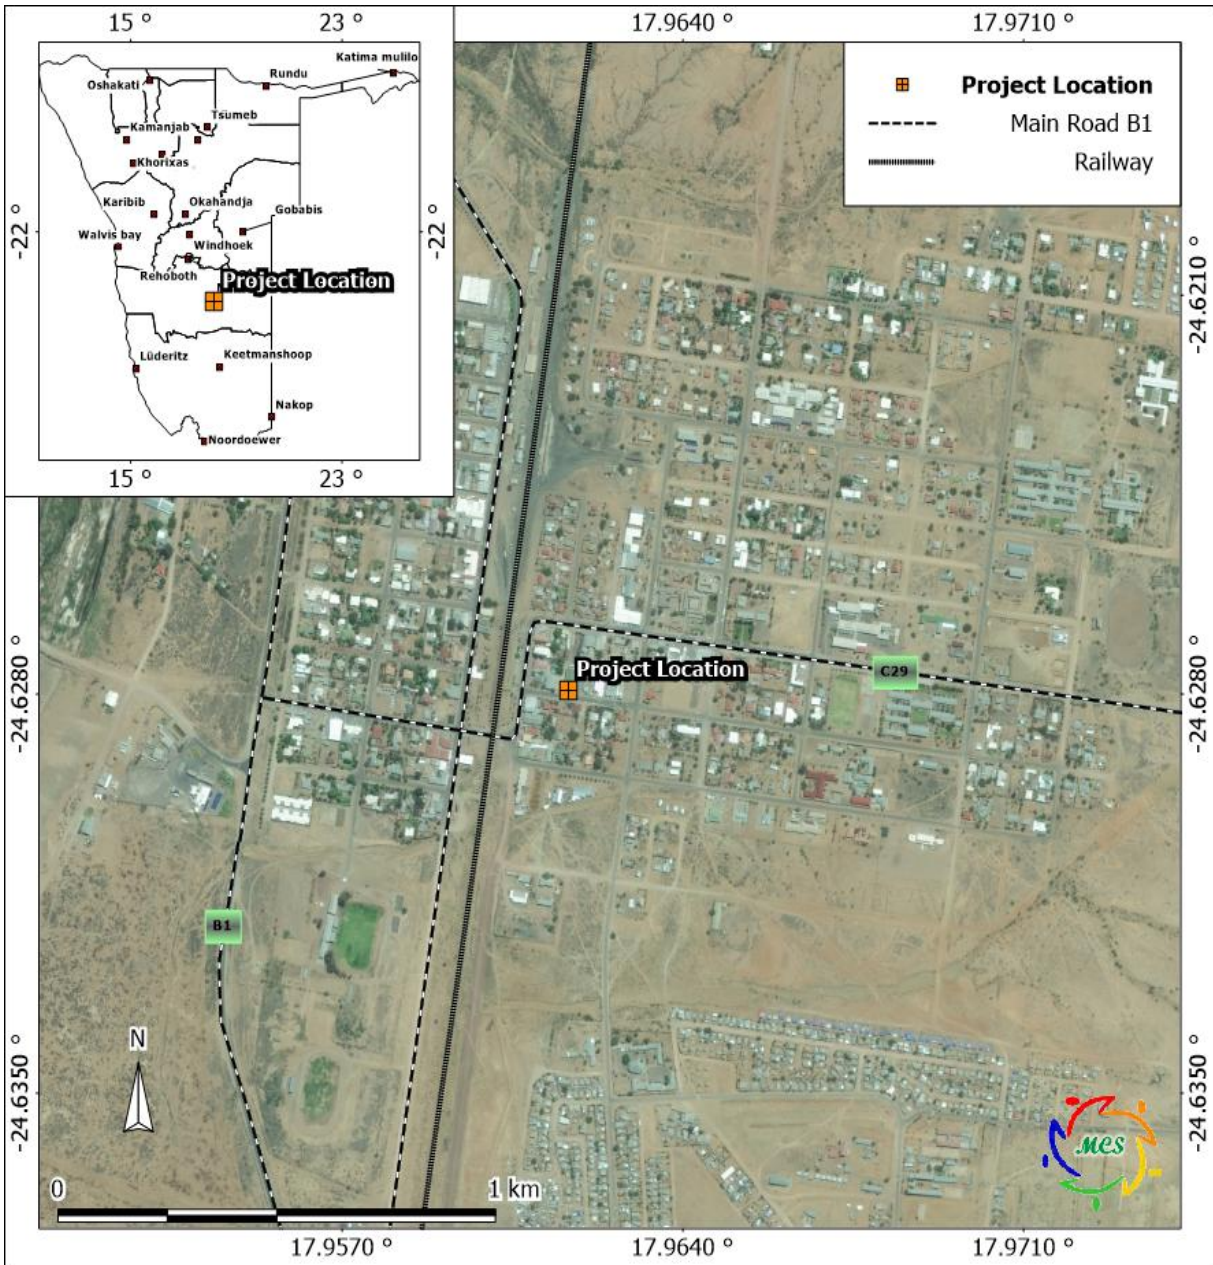 15 °
23 °
17.9640 °
17.9710 °
Katima mulilo
Rundu
Oshakati
Tsumeb
Kamanjab
Khorixas
Karibib
Okahandja
Gobabis
Walvis bay
Windhoek
Rehoboth
Project Location
Lüderitz
Keetmanshoop
Nakop
Noordoewer
-22 °
-22 °
15 °
23 °
Project Location
Main Road B1
Railway
-24.6210 °
Project Location
C29
-24.6280 °
-24.6280 °
B1
N
-24.6350 °
-24.6350 °
MCS
0
1 km
17.9570 °
17.9640 °
17.9710 °